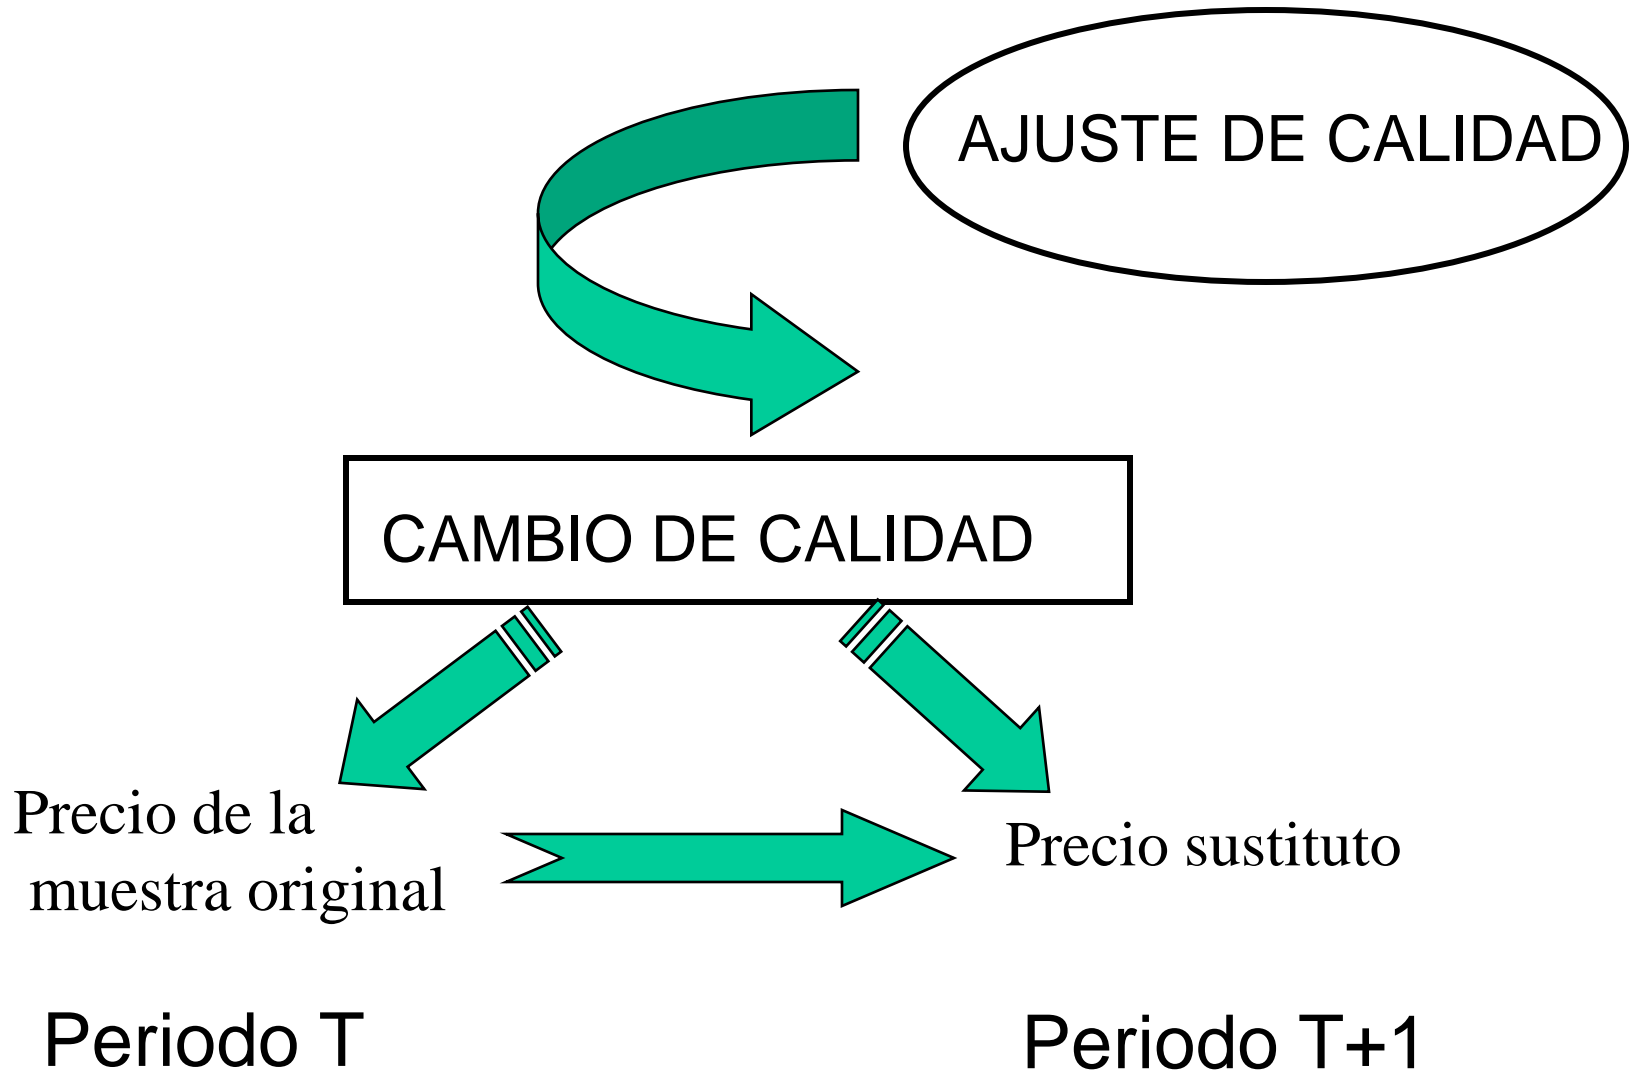 AJUSTE DE CALIDAD
CAMBIO DE CALIDAD
Precio de la
muestra original
Precio sustituto
Periodo T
Periodo T+1